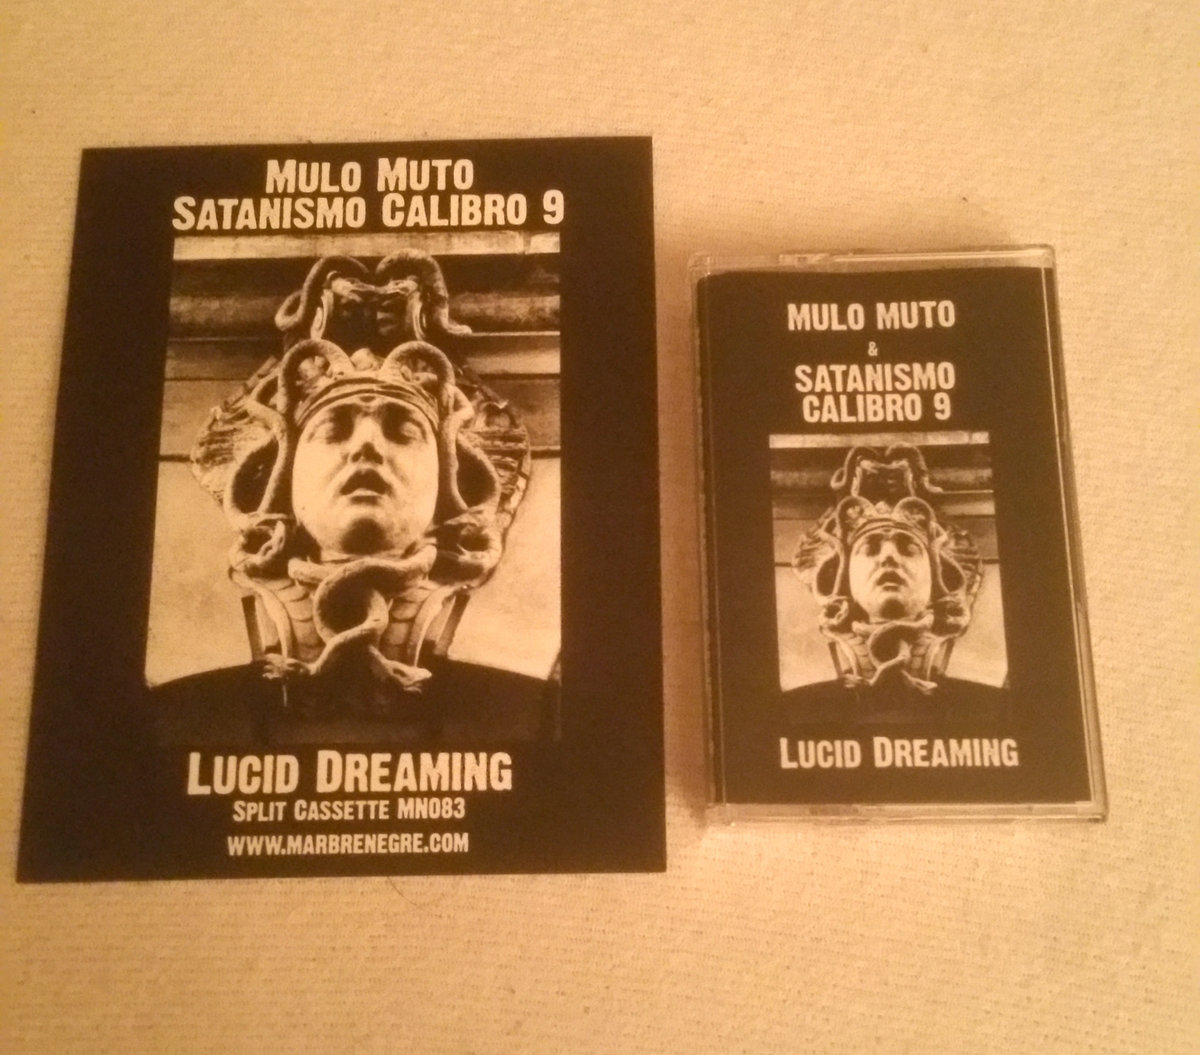 MULO MUTO
SATANISMO CALIBRO 9
LUCID DREAMING
SPLIT CASSETTE MN083
WWW.MARBRENEGRE.COM
MULO MUTO
&
SATANISMO
CALIBRO 9
LUCID DREAMING